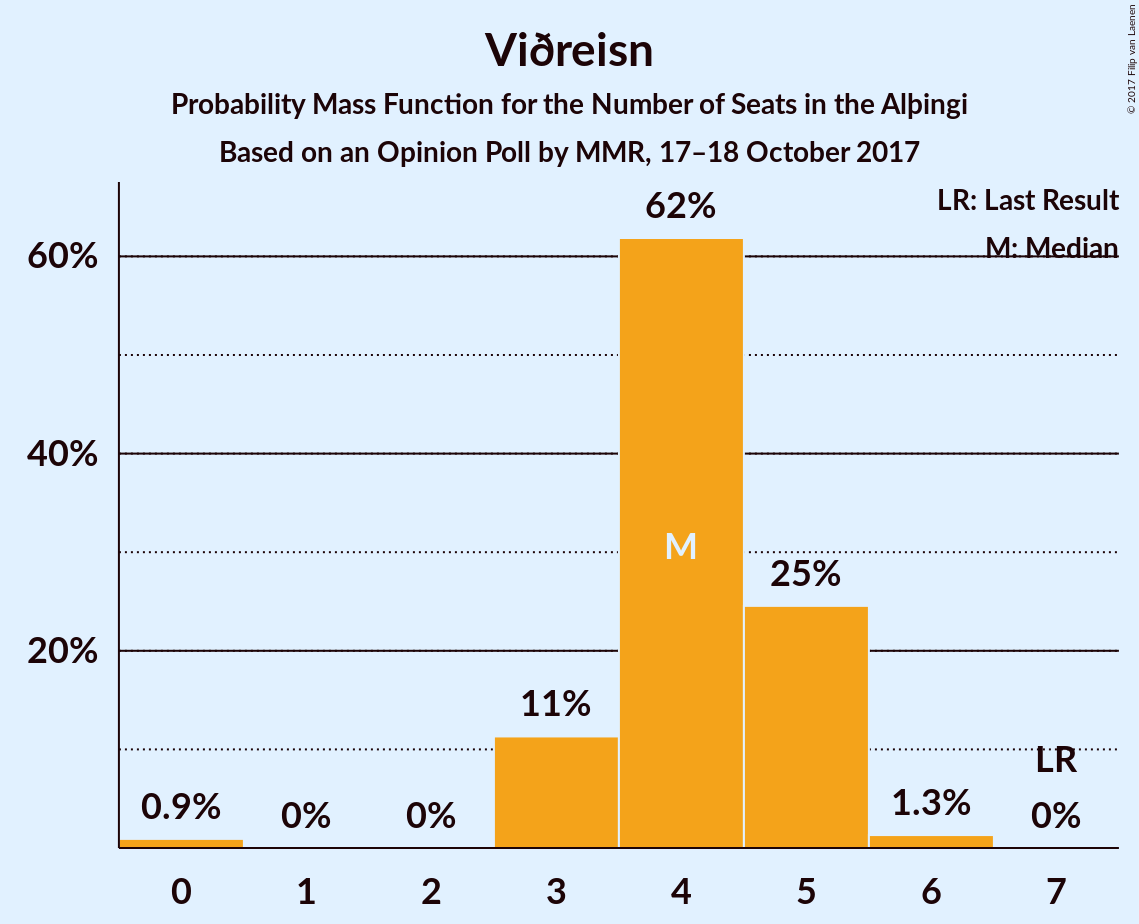 Viðreisn
Probability Mass Function for the Number of Seats in the Alþingi
Based on an Opinion Poll by MMR, 17–18 October 2017
© 2017 Filip van Laenen
LR: Last Result
M: Median
60%
40%
20%
0.9%
0%
0%
11%
62%
M
25%
1.3%
LR
0%
0 1 2 3 4 5 6 7